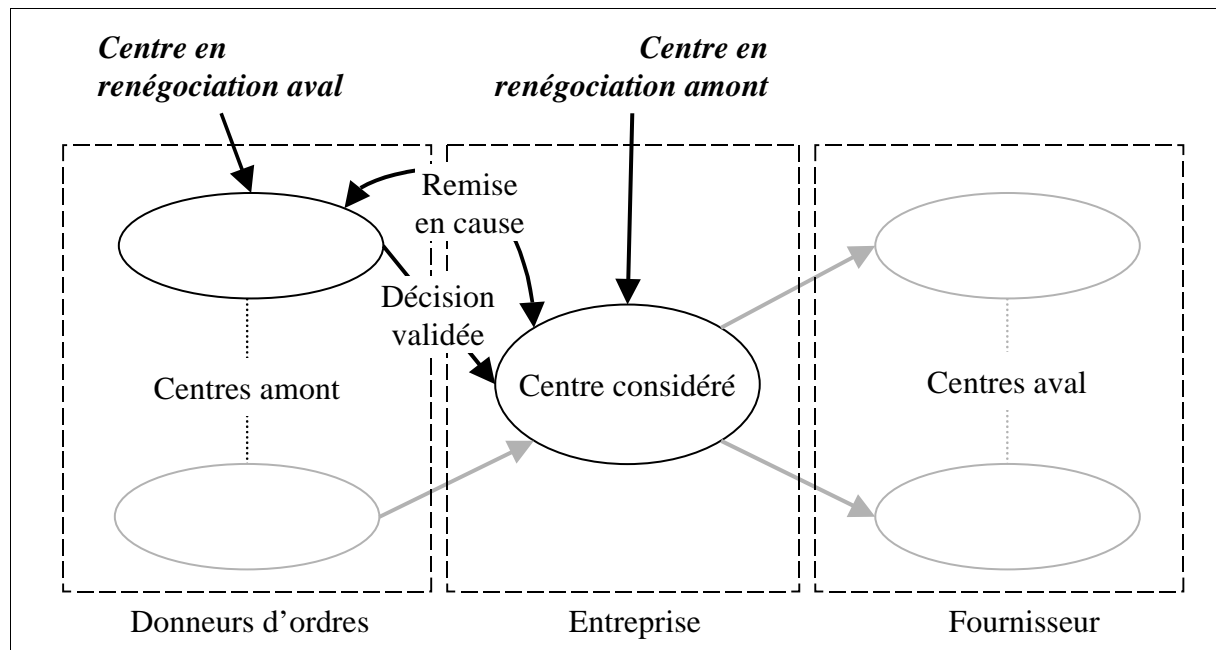 Centre en
renégociation aval
Centre en
renégociation amont
Remise
en cause
Décision
validée
Centres amont
Centre considéré
Centres aval
Donneurs d’ordres
Entreprise
Fournisseur